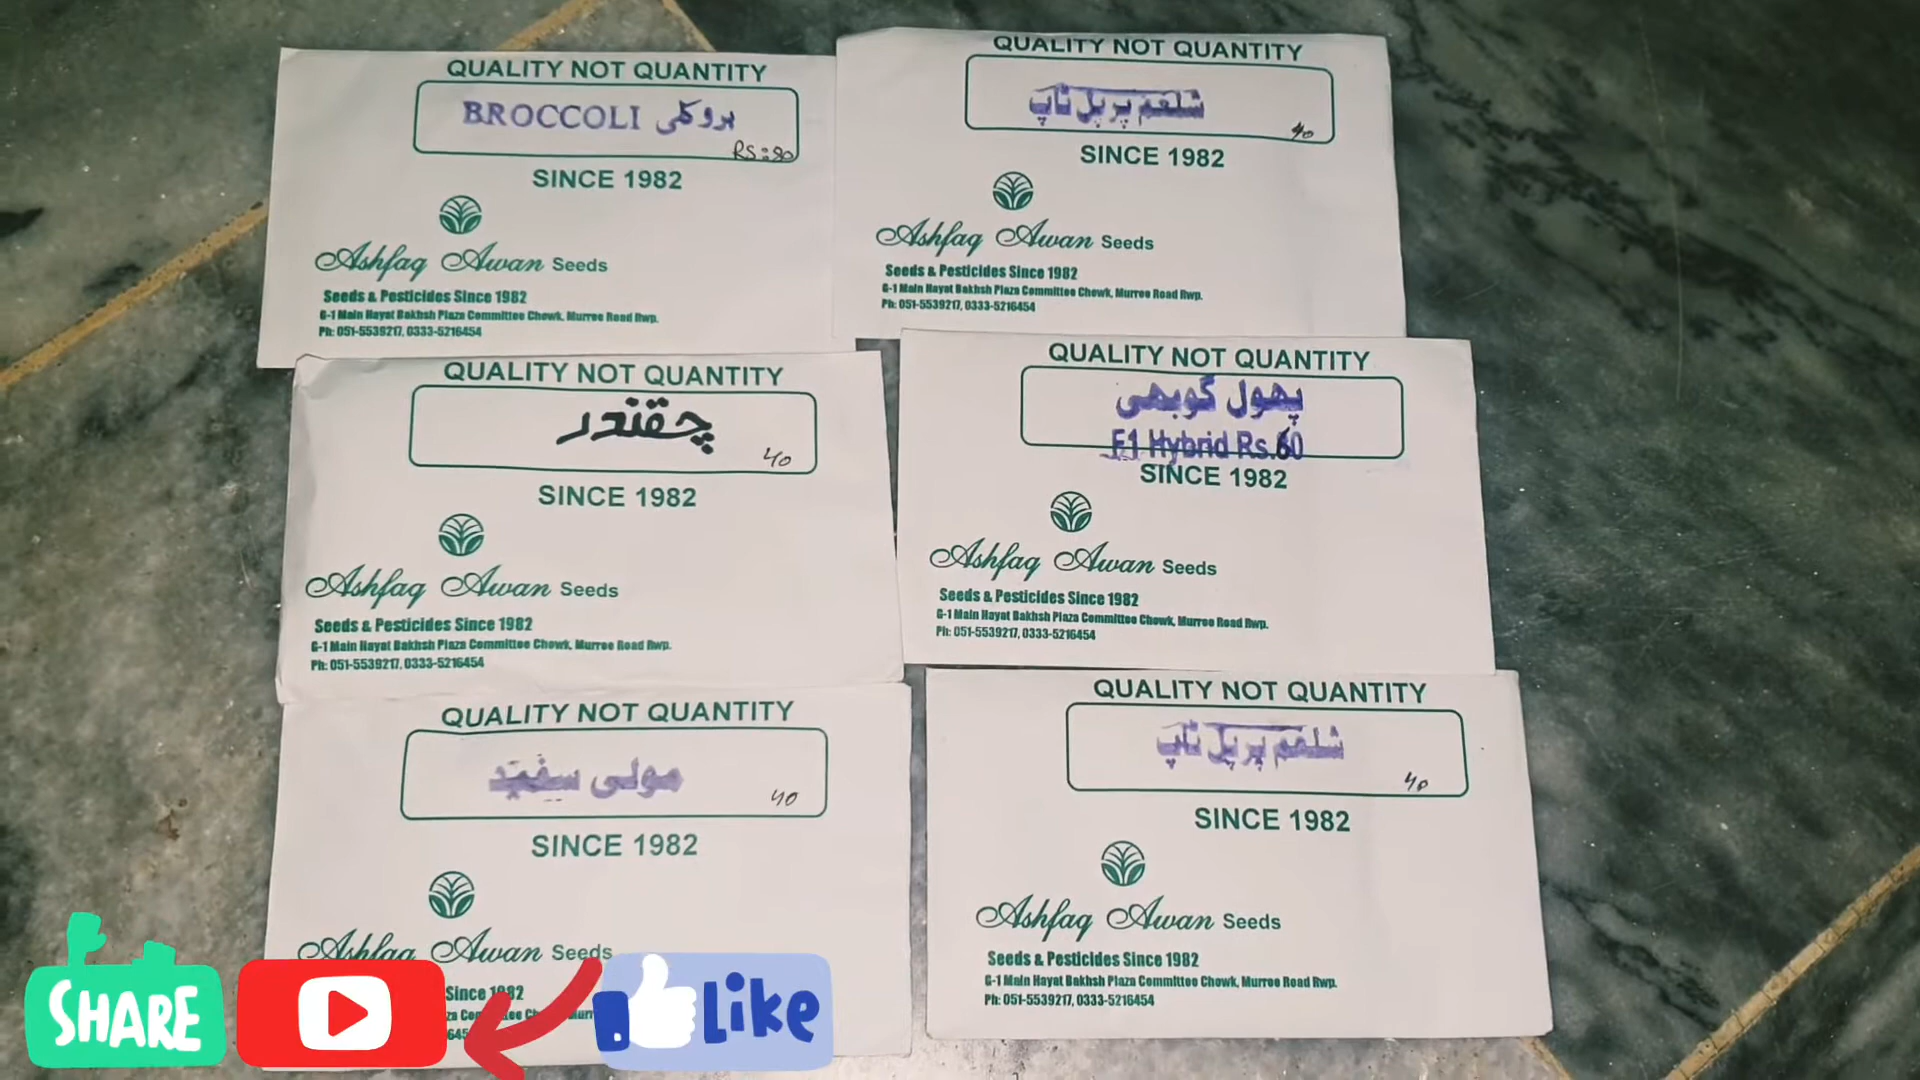 QUALITY NOT QUANTITY
BROCCOLI بروکلی
RS:80
SINCE 1982
Ashfaq Awan Seeds
Seeds & Pesticides Since 1982
G-1 Main Hayat Bakhsh Plaza Committee Chowk, Murree Road Rwp.
Ph: 051-5539217, 0333-5216454
QUALITY NOT QUANTITY
شلغم پرپل ٹاپ
40
SINCE 1982
Ashfaq Awan Seeds
Seeds & Pesticides Since 1982
G-1 Main Hayat Bakhsh Plaza Committee Chowk, Murree Road Rwp.
Ph: 051-5539217, 0333-5216454
QUALITY NOT QUANTITY
چقندر
40
SINCE 1982
Ashfaq Awan Seeds
Seeds & Pesticides Since 1982
G-1 Main Hayat Bakhsh Plaza Committee Chowk, Murree Road Rwp.
Ph: 051-5539217, 0333-5216454
QUALITY NOT QUANTITY
پھول گوبھی
F1 Hybrid Rs.60
SINCE 1982
Ashfaq Awan Seeds
Seeds & Pesticides Since 1982
G-1 Main Hayat Bakhsh Plaza Committee Chowk, Murree Road Rwp.
Ph: 051-5539217, 0333-5216454
QUALITY NOT QUANTITY
مولی سفید
40
SINCE 1982
Ashfaq Awan Seeds
Since 1982
QUALITY NOT QUANTITY
شلغم پرپل ٹاپ
40
SINCE 1982
Ashfaq Awan Seeds
Seeds & Pesticides Since 1982
G-1 Main Hayat Bakhsh Plaza Committee Chowk, Murree Road Rwp.
Ph: 051-5539217, 0333-5216454
SHARE
Like